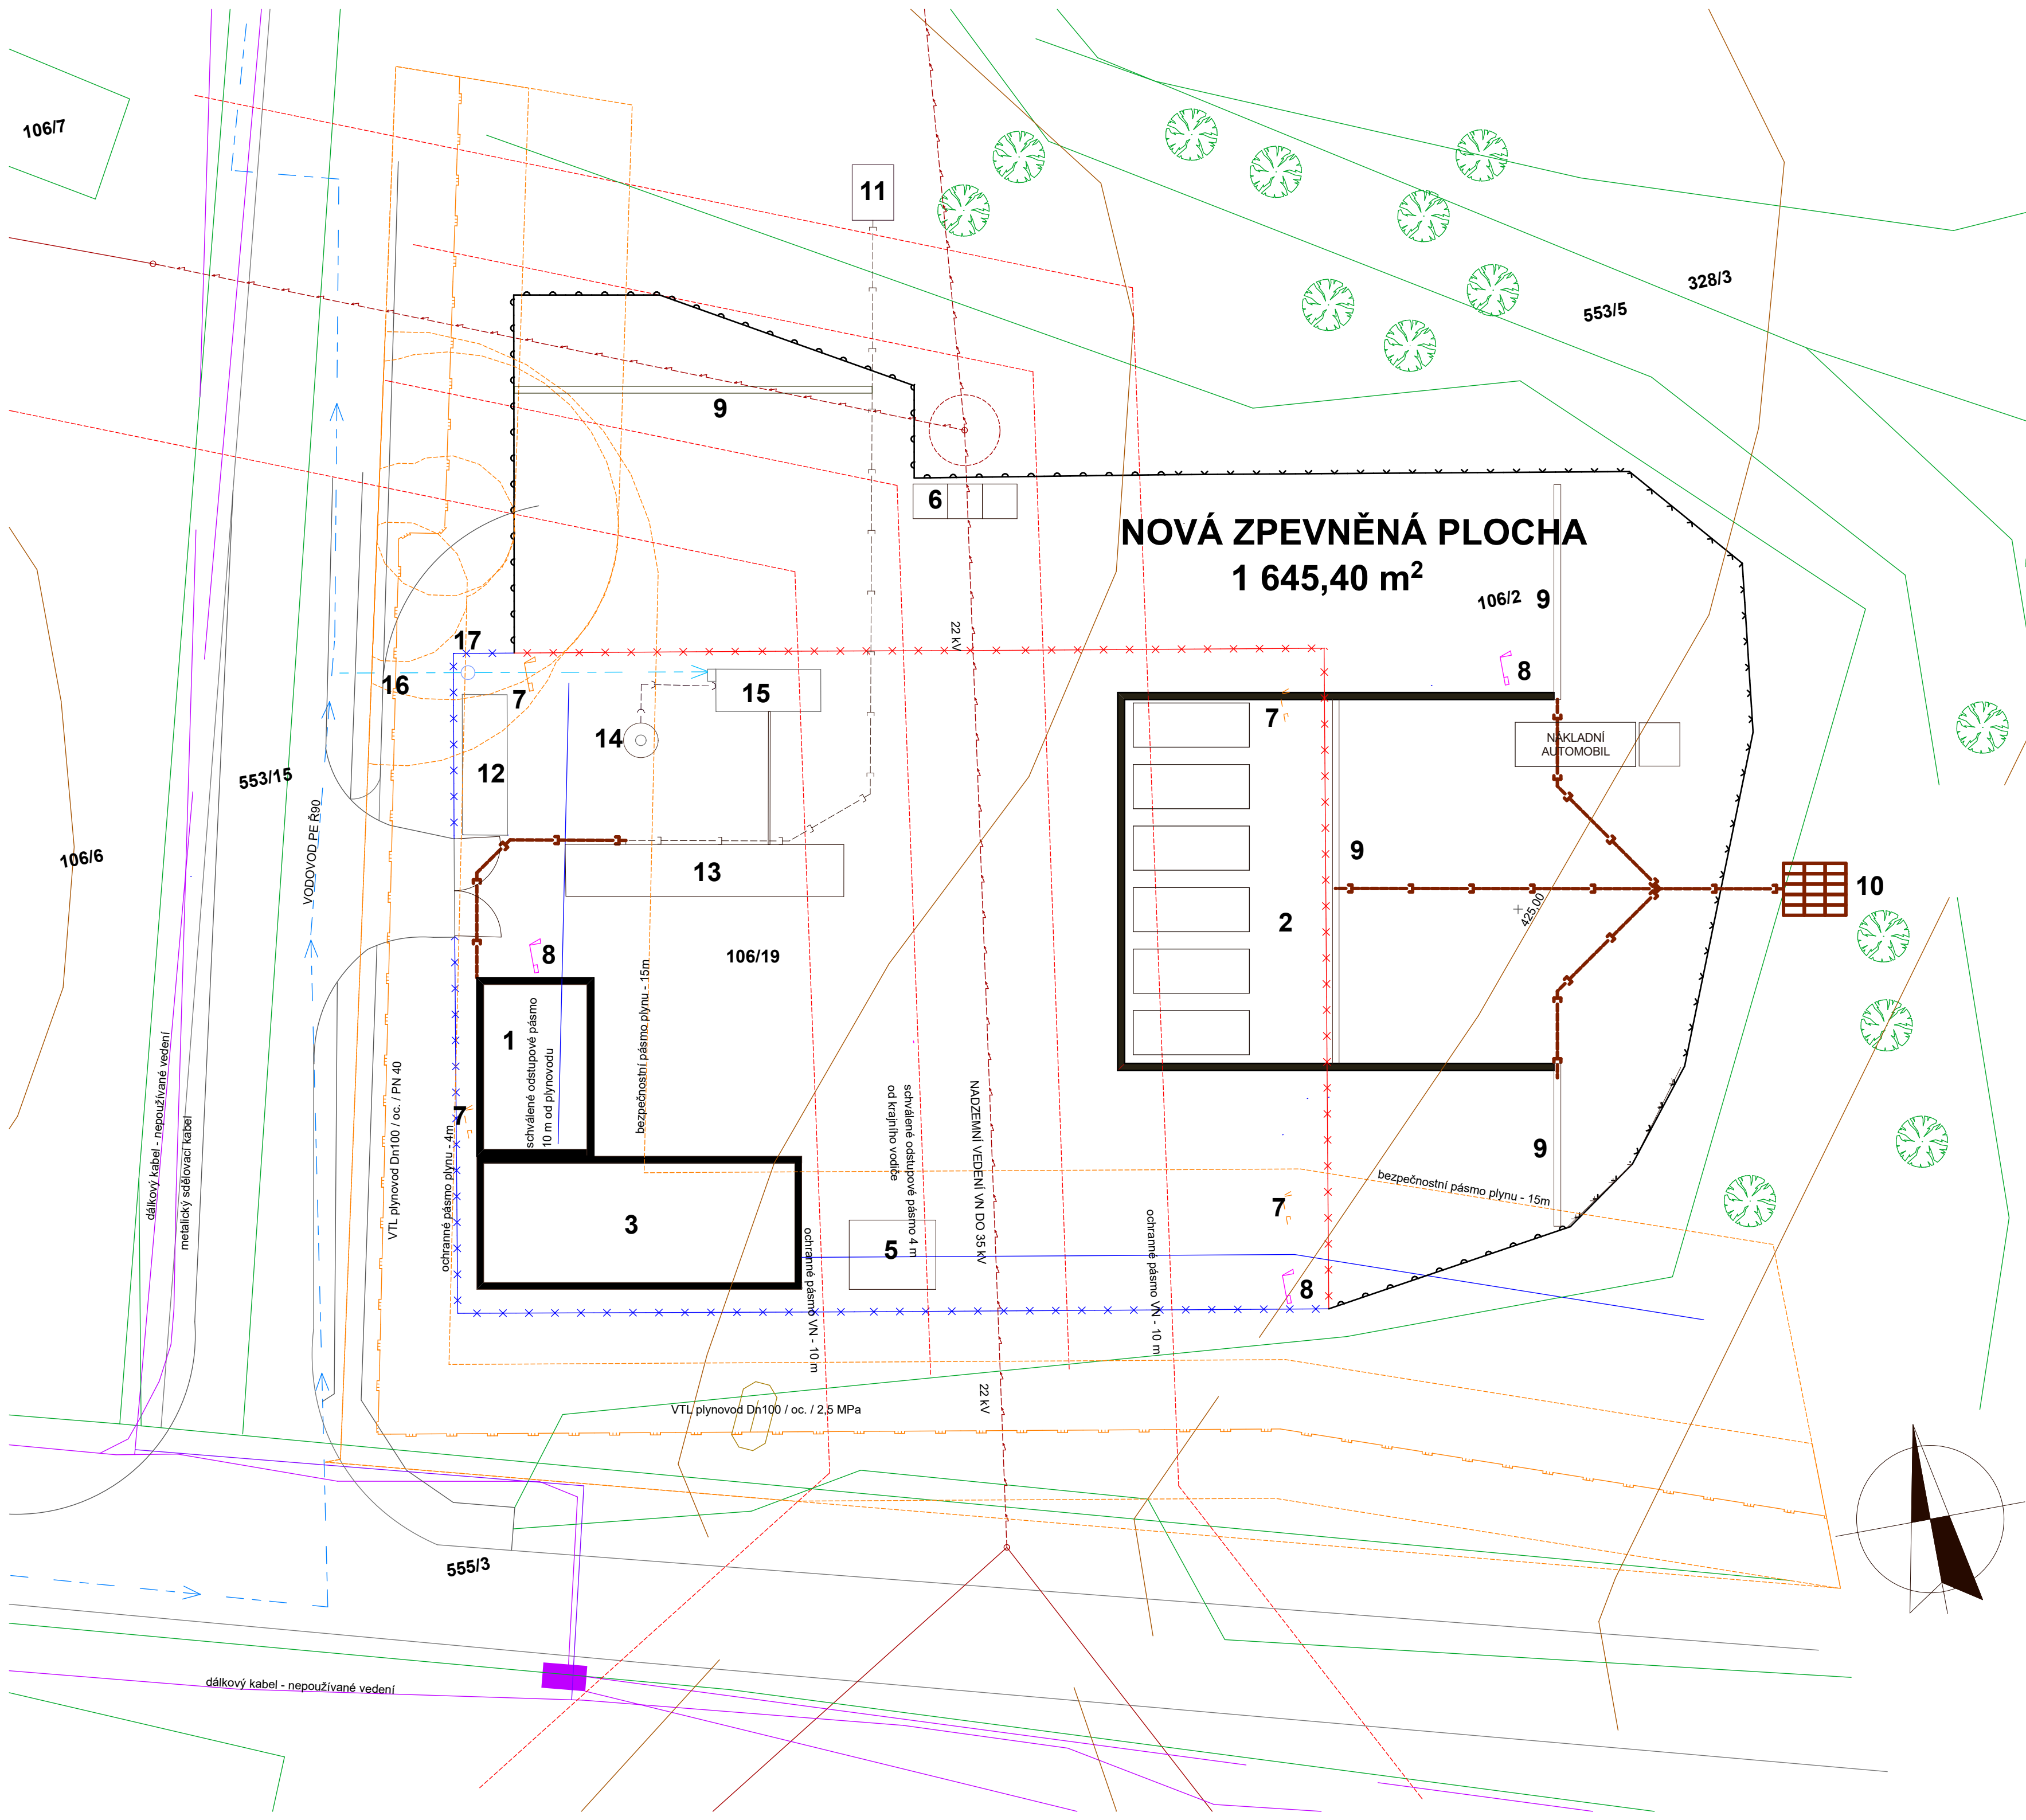 106/7
11
328/3
553/5
9
6
NOVÁ ZPEVNĚNÁ PLOCHA
1 645,40 m²
106/2
9
22 kV
17
16
7
15
8
7
14
NÁKLADNÍ
AUTOMOBIL
12
553/15
VODOVOD PE Ř90
106/6
13
9
10
2
425.00
8
106/19
1
schválené odstupové pásmo
10 m od plynovodu
bezpečnostní pásmo plynu - 15m
7
dálkový kabel - nepoužívané vedení
metalický sdělovací kabel
VTL plynovod Dn100 / oc. / PN 40
ochranné pásmo plynu - 4m
schválené odstupové pásmo 4 m
od krajního vodiče
NADZEMNÍ VEDENÍ VN DO 35 kV
9
bezpečnostní pásmo plynu - 15m
7
3
5
ochranné pásmo VN - 10 m
ochranné pásmo VN - 10 m
8
22 kV
VTL plynovod Dn100 / oc. / 2,5 MPa
555/3
dálkový kabel - nepoužívané vedení